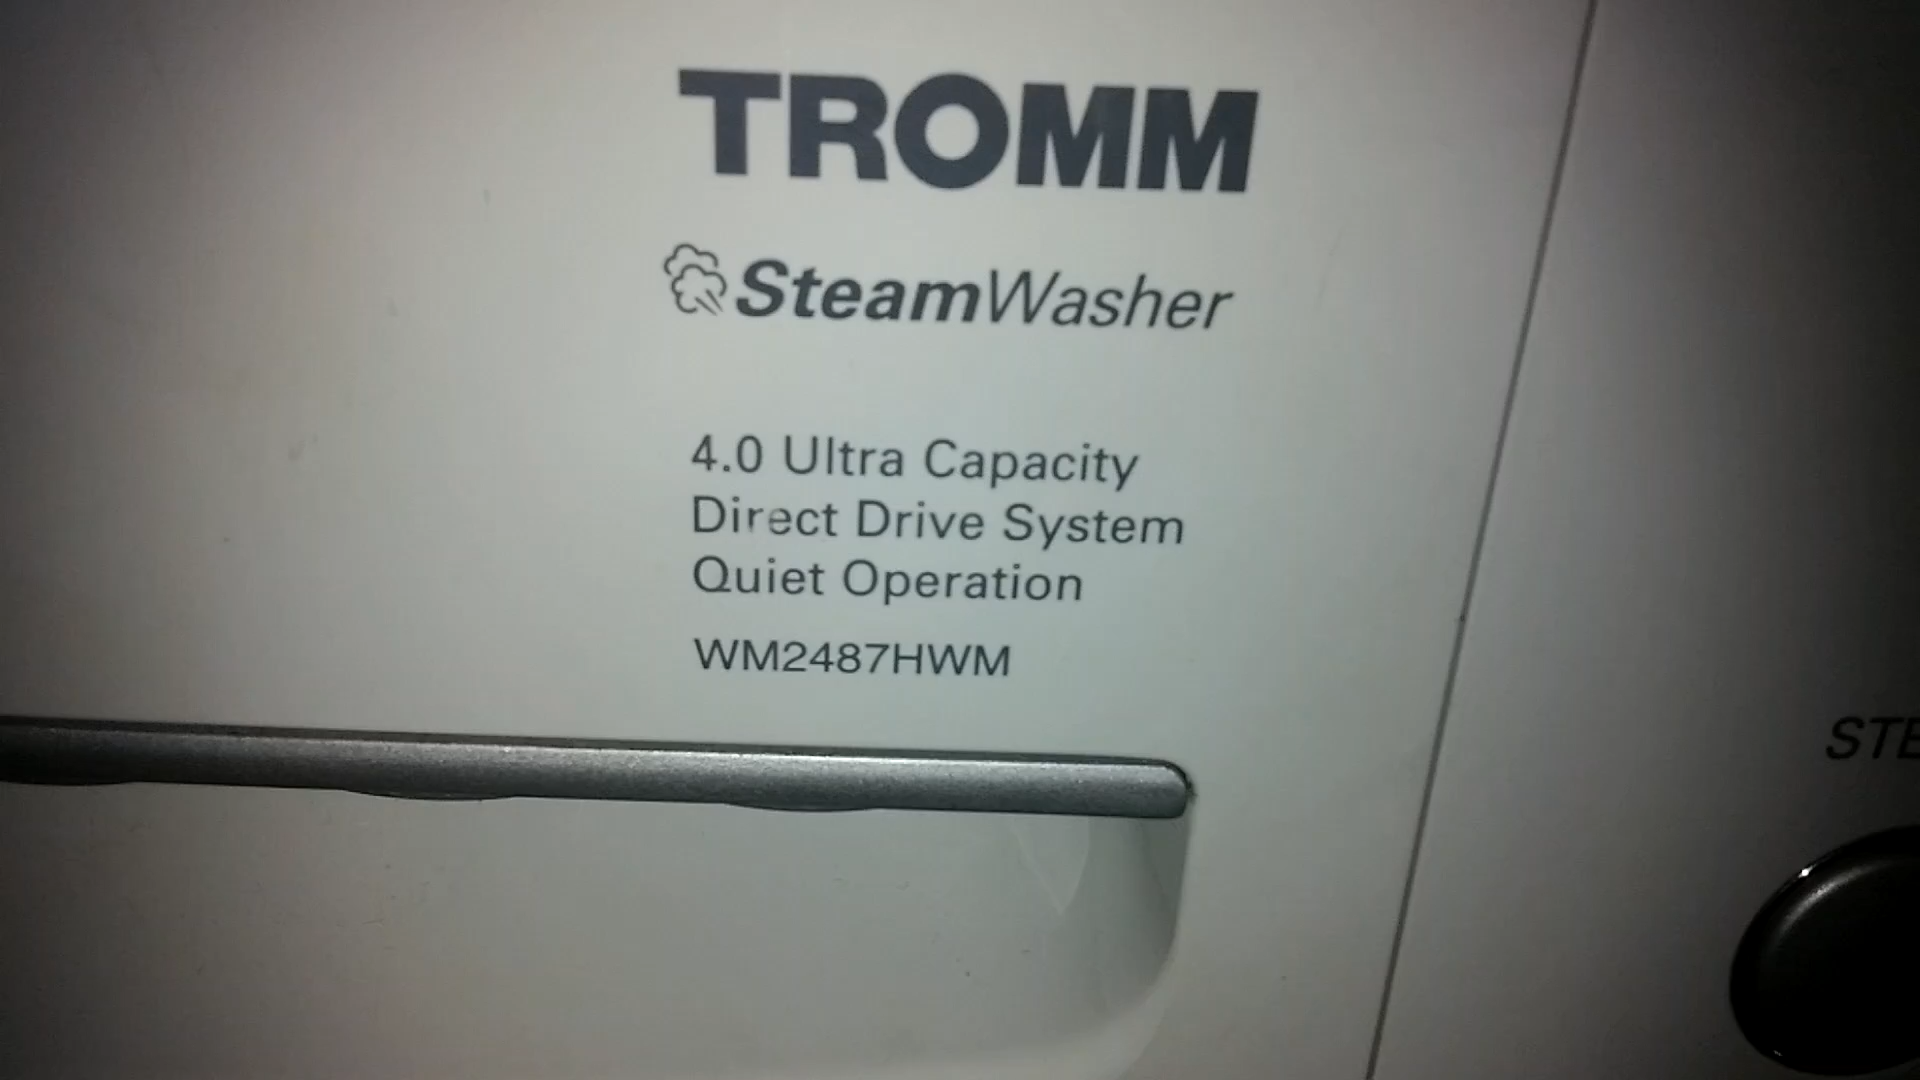 TROMM
SteamWasher
4.0 Ultra Capacity
Direct Drive System
Quiet Operation
WM2487HWM